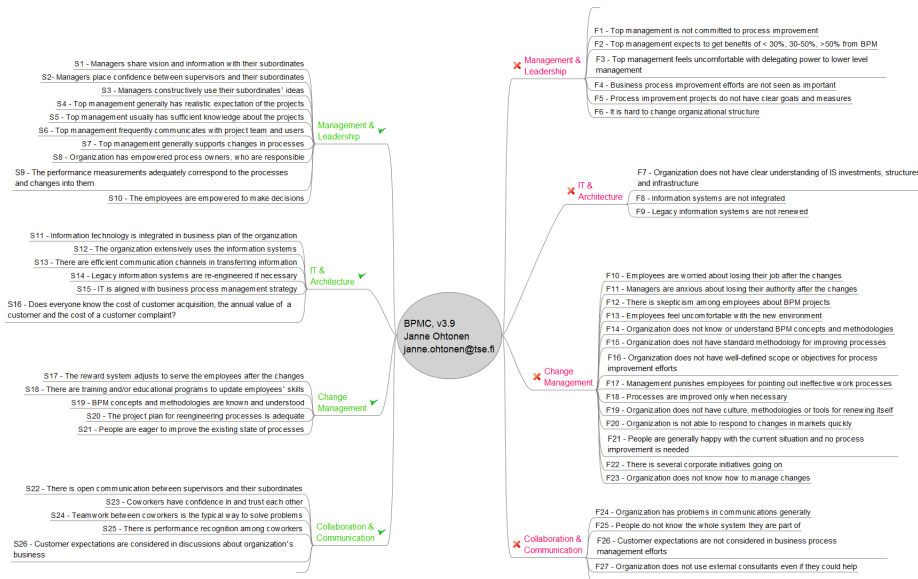 S1 - Managers share vision and information with their subordinates
S2- Managers place confidence between supervisors and their subordinates
S3 - Managers constructively use their subordinates' ideas
S4 - Top management generally has realistic expectation of the projects
S5 - Top management usually has sufficient knowledge about the projects
S6 - Top management frequently communicates with project team and users
S7 - Top management generally supports changes in processes
S8 - Organization has empowered process owners, who are responsible
S9 - The performance measurements adequately correspond to the processes
and changes into them
S10 - The employees are empowered to make decisions
Management &
Leadership
S11 - Information technology is integrated in business plan of the organization
S12 - The organization extensively uses the information systems
S13 - There are efficient communication channels in transferring information
S14 - Legacy information systems are re-engineered if necessary
S15 - IT is aligned with business process management strategy
S16 - Does everyone know the cost of customer acquisition, the annual value of a
customer and the cost of a customer complaint?
IT &
Architecture
S17 - The reward system adjusts to serve the employees after the changes
S18 - There are training and/or educational programs to update employees' skills
S19 - BPM concepts and methodologies are known and understood
S20 - The project plan for reengineering processes is adequate
S21 - People are eager to improve the existing state of processes
Change
Management
S22 - There is open communication between supervisors and their subordinates
S23 - Coworkers have confidence in and trust each other
S24 - Teamwork between coworkers is the typical way to solve problems
S25 - There is performance recognition among coworkers
S26 - Customer expectations are considered in discussions about organization's
business
Collaboration &
Communication
BPMC, v3.9
Janne Ohtonen
janne.ohtonen@tse.fi
Management &
Leadership
F1 - Top management is not committed to process improvement
F2 - Top management expects to get benefits of < 30%, 30-50%, >50% from BPM
F3 - Top management feels uncomfortable with delegating power to lower level
management
F4 - Business process improvement efforts are not seen as important
F5 - Process improvement projects do not have clear goals and measures
F6 - It is hard to change organizational structure
IT &
Architecture
F7 - Organization does not have clear understanding of IS investments, structures
and infrastructure
F8 - Information systems are not integrated
F9 - Legacy information systems are not renewed
Change
Management
F10 - Employees are worried about losing their job after the changes
F11 - Managers are anxious about losing their authority after the changes
F12 - There is skepticism among employees about BPM projects
F13 - Employees feel uncomfortable with the new environment
F14 - Organization does not know or understand BPM concepts and methodologies
F15 - Organization does not have standard methodology for improving processes
F16 - Organization does not have well-defined scope or objectives for process
improvement efforts
F17 - Management punishes employees for pointing out ineffective work processes
F18 - Processes are improved only when necessary
F19 - Organization does not have culture, methodologies or tools for renewing itself
F20 - Organization is not able to respond to changes in markets quickly
F21 - People are generally happy with the current situation and no process
improvement is needed
F22 - There is several corporate initiatives going on
F23 - Organization does not know how to manage changes
Collaboration &
Communication
F24 - Organization has problems in communications generally
F25 - People do not know the whole system they are part of
F26 - Customer expectations are not considered in business process
management efforts
F27 - Organization does not use external consultants even if they could help